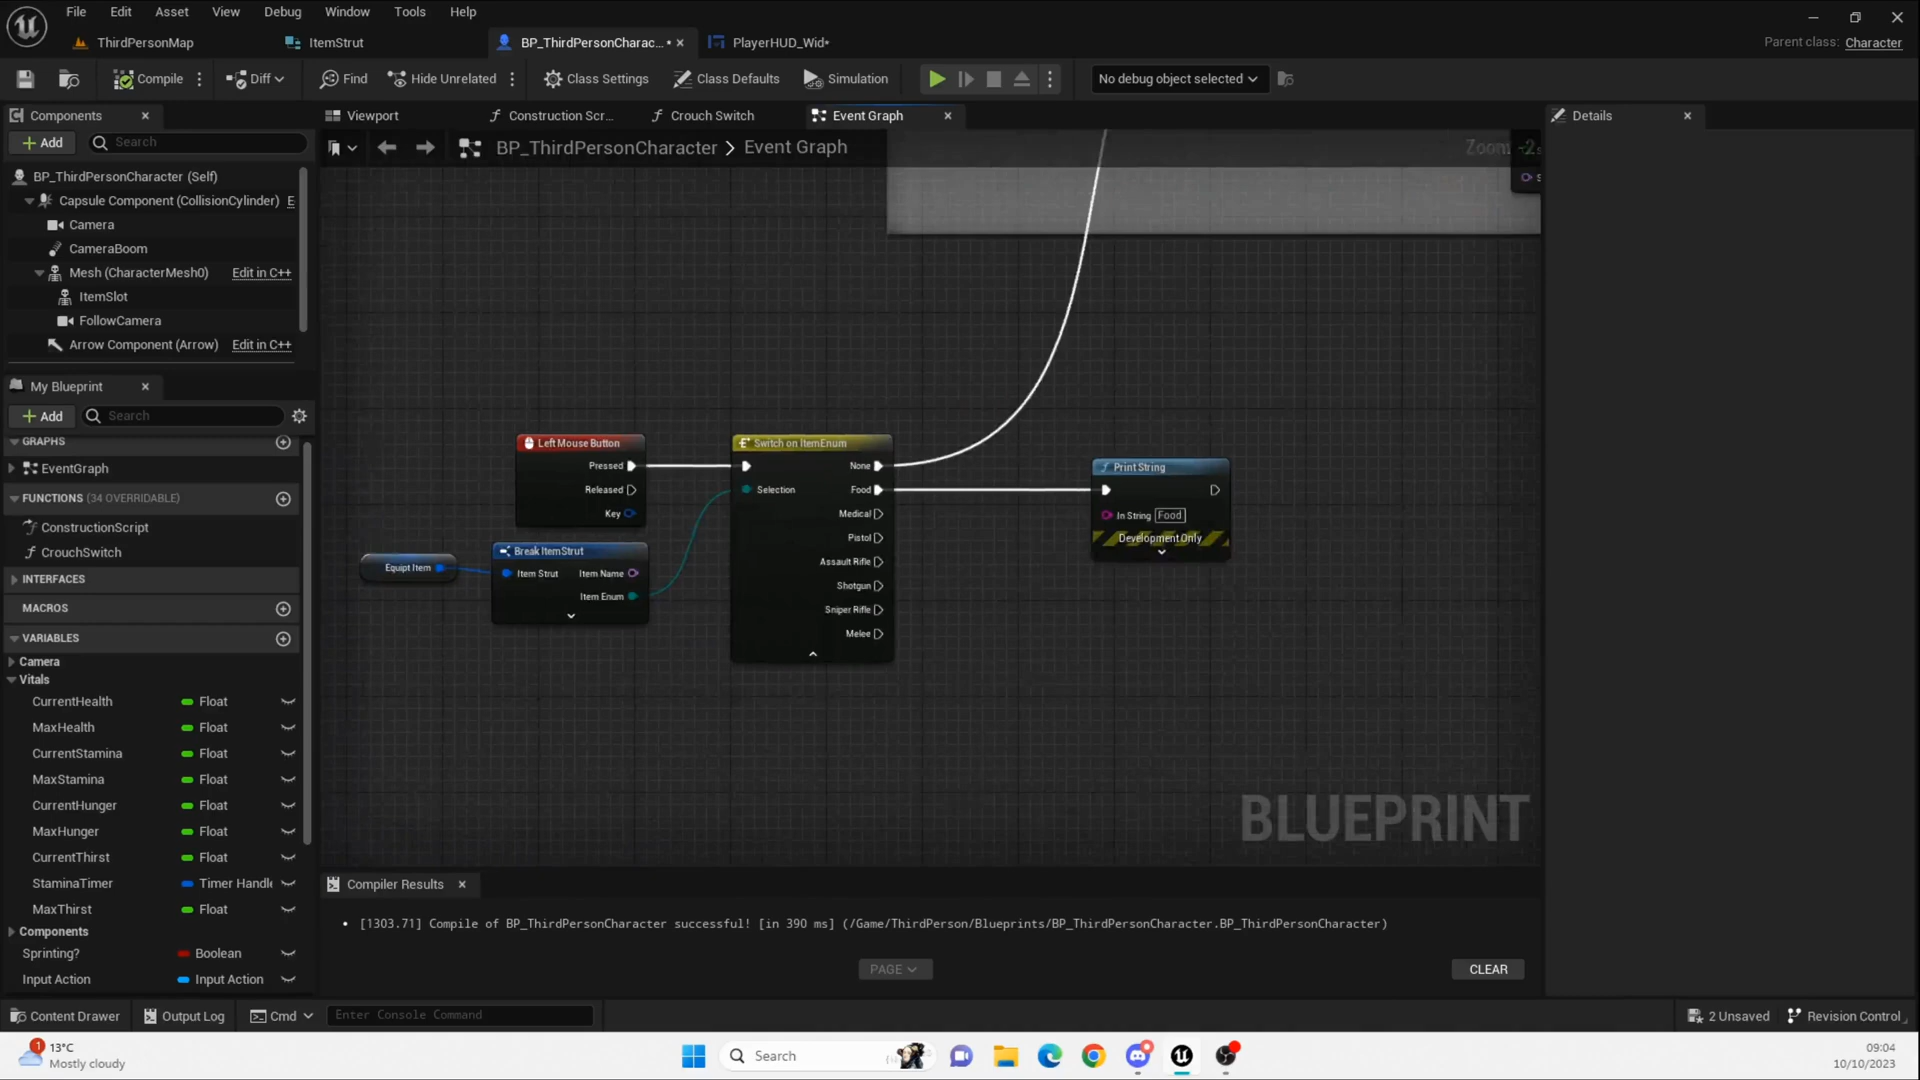 File Edit Asset View Debug Window Tools Help
ThirdPersonMap ItemStrut BP_ThirdPersonCharac...* PlayerHUD_Wid*
Parent class: Character
Compile Diff Find Hide Unrelated Class Settings Class Defaults Simulation No debug object selected
Components Viewport Construction Scr... Crouch Switch Event Graph Details
Add Search
BP_ThirdPersonCharacter > Event Graph
BP_ThirdPersonCharacter (Self)
Capsule Component (CollisionCylinder) E
Camera
CameraBoom
Mesh (CharacterMesh0) Edit in C++
ItemSlot
FollowCamera
Arrow Component (Arrow) Edit in C++
My Blueprint
Add Search
GRAPHS
EventGraph
FUNCTIONS (34 OVERRIDABLE)
ConstructionScript
CrouchSwitch
INTERFACES
MACROS
VARIABLES
Camera
Vitals
CurrentHealth Float
MaxHealth Float
CurrentStamina Float
MaxStamina Float
CurrentHunger Float
MaxHunger Float
CurrentThirst Float
StaminaTimer Timer Handle
MaxThirst Float
Components
Sprinting? Boolean
Input Action Input Action
Zoom -2
Left Mouse Button
Pressed
Released
Key
Equipt Item
Break ItemStrut
Item Strut Item Name
Item Enum
Switch on ItemEnum
None
Selection Food
Medical
Pistol
Assault Rifle
Shotgun
Sniper Rifle
Melee
Print String
In String Food
Development Only
BLUEPRINT
Compiler Results
[1303.71] Compile of BP_ThirdPersonCharacter successful! [in 390 ms] (/Game/ThirdPerson/Blueprints/BP_ThirdPersonCharacter.BP_ThirdPersonCharacter)
PAGE CLEAR
Content Drawer Output Log Cmd Enter Console Command 2 Unsaved Revision Control
1
13°C
Mostly cloudy
Search
09:04
10/10/2023